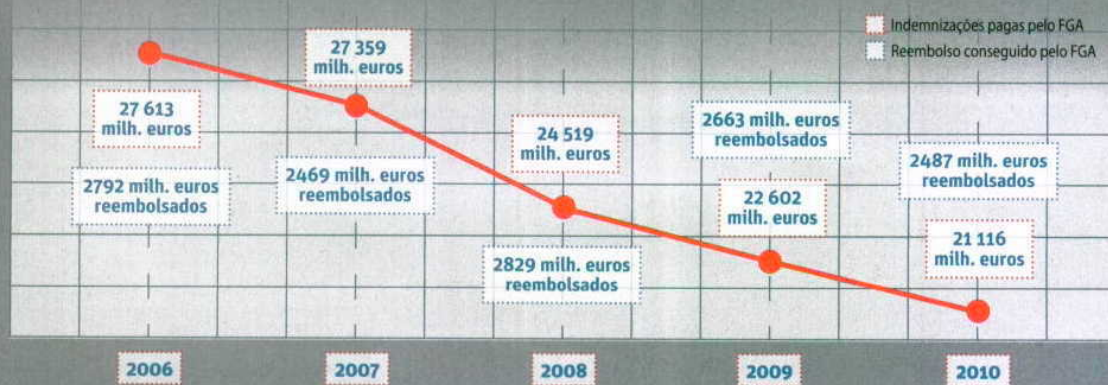 Indemnizações pagas pelo FGA
Reembolso conseguido pelo FGA
27 613
milh. euros
2792 milh. euros
reembolsados
27 359
milh. euros
2469 milh. euros
reembolsados
24 519
milh. euros
2829 milh. euros
reembolsados
2663 milh. euros
reembolsados
22 602
milh. euros
2487 milh. euros
reembolsados
21 116
milh. euros
2006
2007
2008
2009
2010